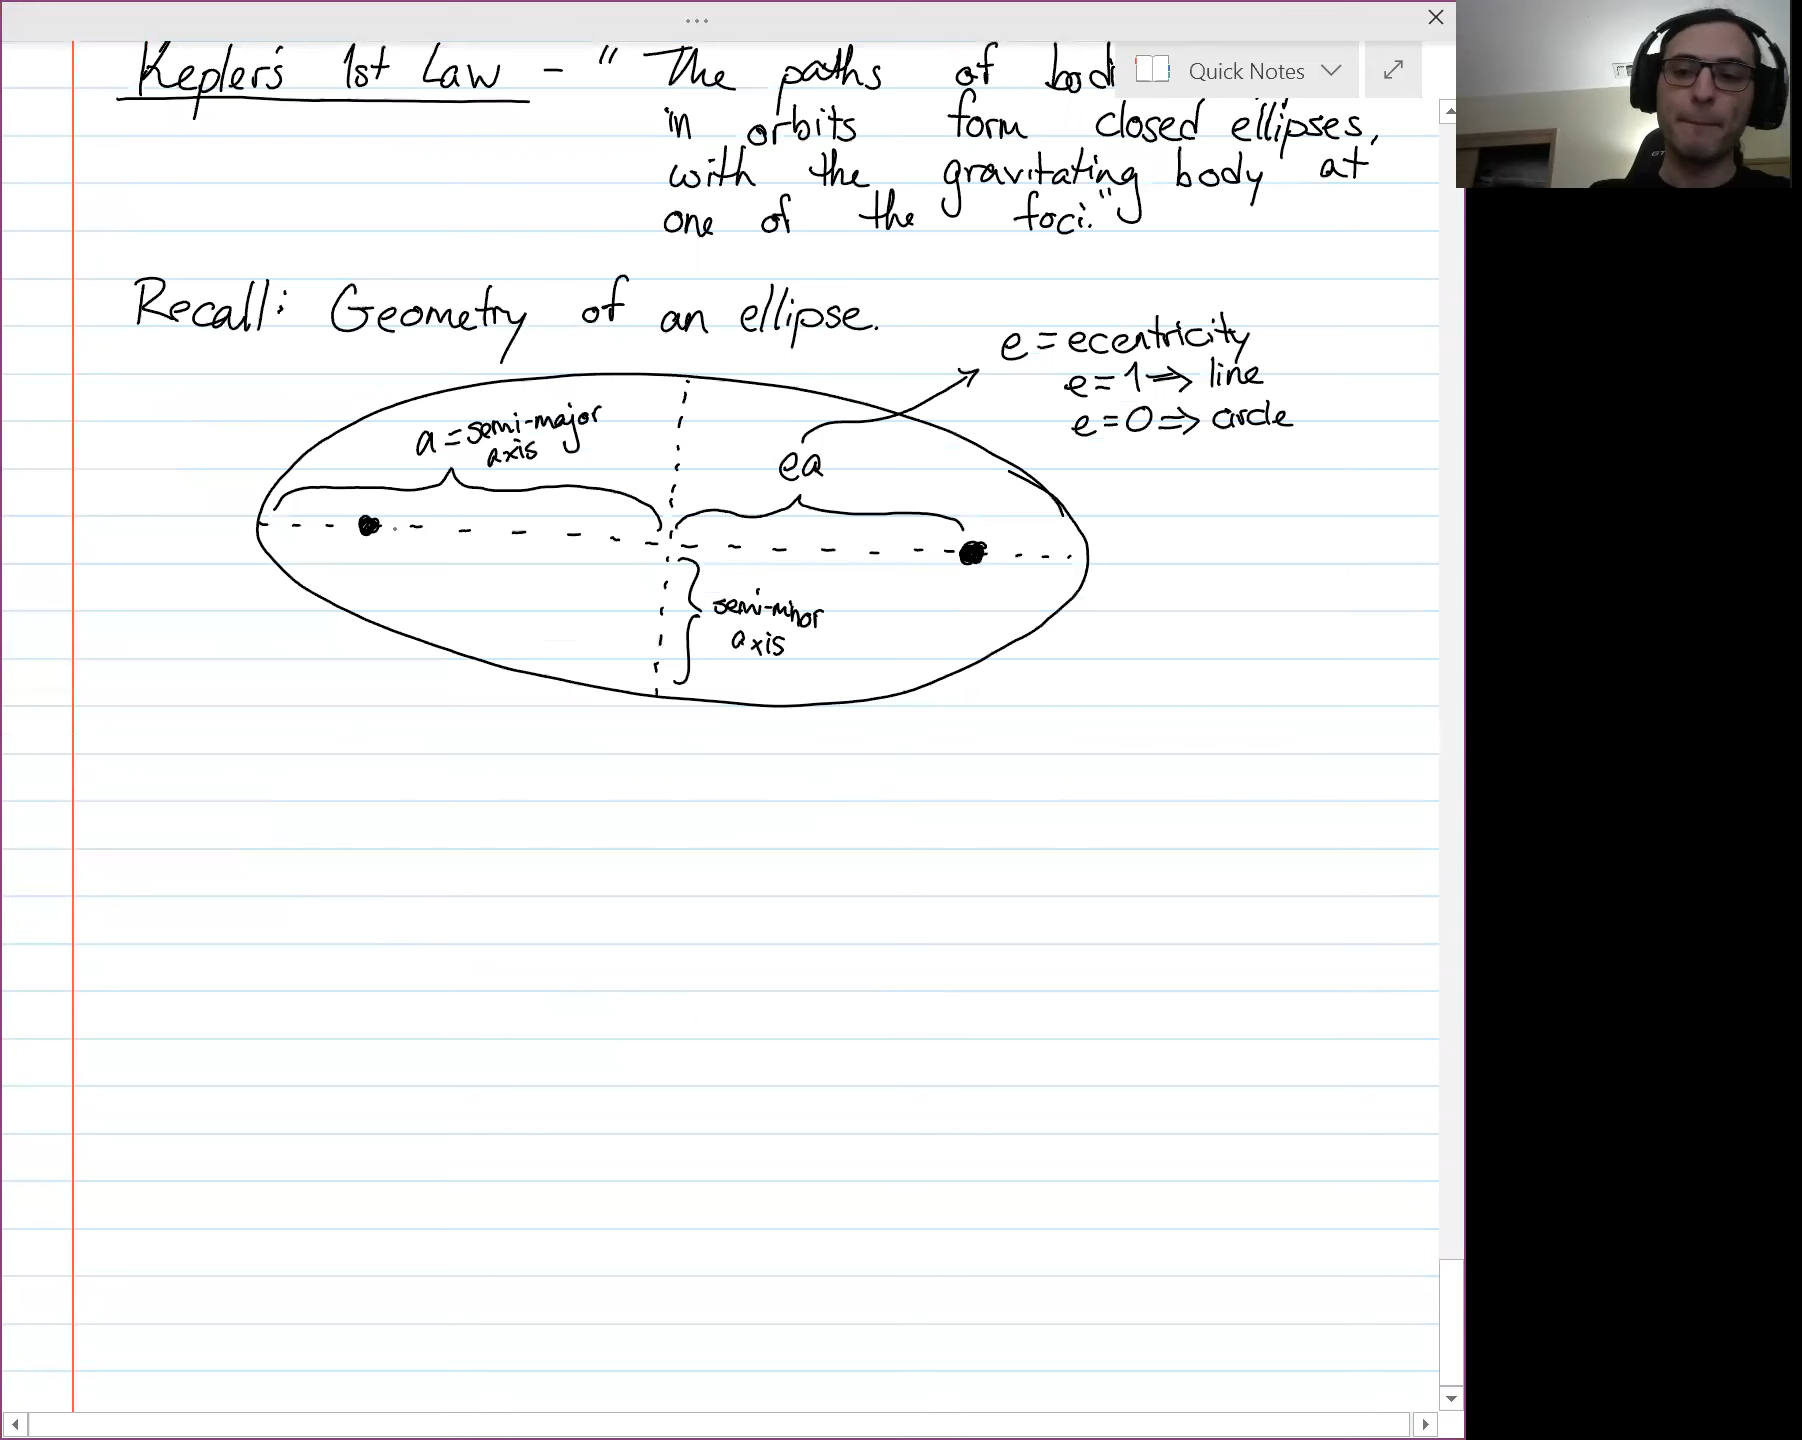 Kepler's 1st Law - " The paths of bodi
Quick Notes
in orbits form closed ellipses,
with the gravitating body at
one of the foci."
Recall: Geometry of an ellipse.
e = ecentricity
e = 1 => line
e = 0 => circle
a = semi-major
axis
ea
semi-minor
axis